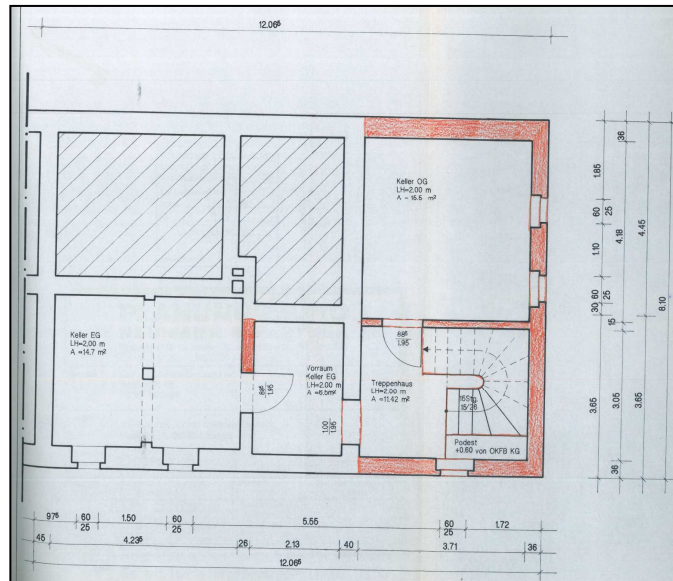 12.06⁵
Keller OG
LH=2,00 m
A = 16.6 m²
36
1.85
60
25
4.18
4.45
1.10
8.10
60
25
30
15
3.65
3.05
3.65
36
Keller EG
LH=2,00 m
A =14,7 m²
88⁵
1.95
Vorraum
Keller EG
LH=2,00 m
A =6.5m²
1.00
1.95
88⁵
1.95
Treppenhaus
LH=2,00 m
A =11.42 m²
16Stg.
15/26
Podest
+0.60 von OKFB KG
97⁵
60
25
1.50
60
25
5.55
60
25
1.72
45
4.23⁵
26
2.13
40
3.71
36
12.06⁵